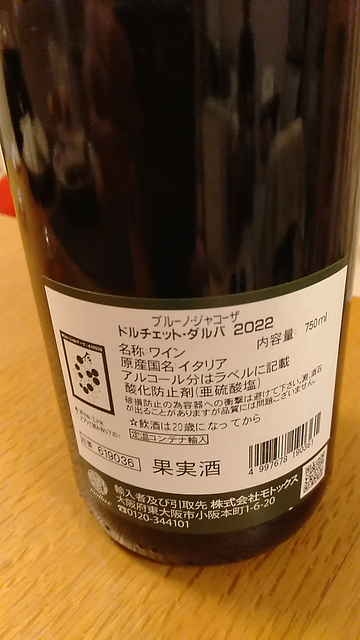 ブルーノ・ジャコーザ
ドルチェット・ダルバ 2022
内容量: 750ml
名称:ワイン
原産国名:イタリア
アルコール分はラベルに記載
酸化防止剤(亜硫酸塩)
破損防止の為容器への衝撃は避けて下さい。澱、酒石
が出ることがありますが品質には問題ございません。
☆飲酒は20歳になってから
定温コンテナ輸入
品番 619036
果実酒
輸入者及び引取先 株式会社モトックス
大阪府東大阪市小阪本町1-6-20
☎0120-344101